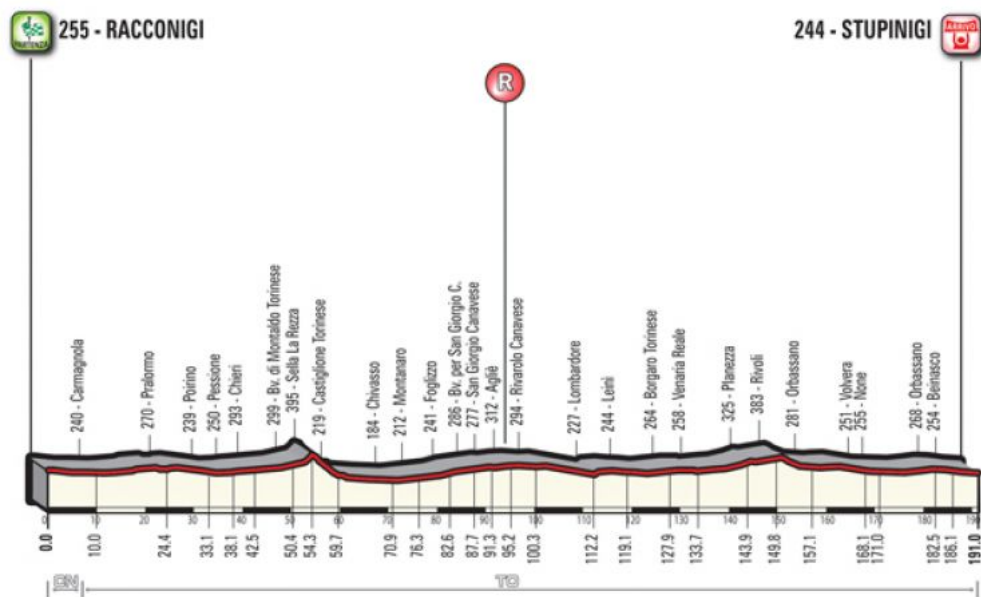 255 - RACCONIGI
244 - STUPINIGI
PARTENZA
ARRIVO
R
240 - Carmagnola
270 - Pralormo
239 - Poirino
250 - Pessione
293 - Chieri
299 - Bv. di Montaldo Torinese
395 - Sella La Rezza
219 - Castiglione Torinese
184 - Chivasso
212 - Montanaro
241 - Foglizzo
286 - Bv. per San Giorgio C.
277 - San Giorgio Canavese
312 - Agliè
294 - Rivarolo Canavese
227 - Lombardore
244 - Leinì
264 - Borgaro Torinese
258 - Venaria Reale
325 - Pianezza
383 - Rivoli
281 - Orbassano
251 - Volvera
255 - None
268 - Orbassano
254 - Beinasco
0 10 20 30 40 50 60 70 80 90 100 110 120 130 140 150 160 170 180 190
0.0
10.0
24.4
33.1
38.1
42.5
50.4
54.3
59.7
70.9
76.3
82.6
87.7
91.3
95.2
100.3
112.2
119.1
127.9
133.7
143.9
149.8
157.1
168.1
171.0
182.5
186.1
191.0
CN
TO